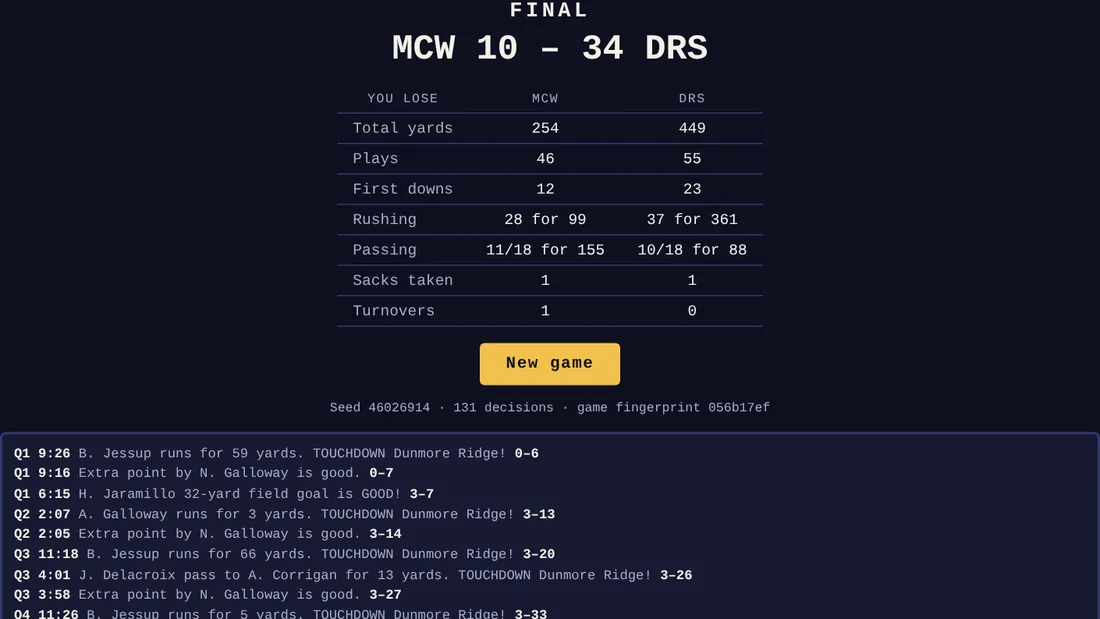 FINAL
MCW 10 – 34 DRS
YOU LOSE MCW DRS
Total yards 254 449
Plays 46 55
First downs 12 23
Rushing 28 for 99 37 for 361
Passing 11/18 for 155 10/18 for 88
Sacks taken 1 1
Turnovers 1 0
New game
Seed 46026914 · 131 decisions · game fingerprint 056b17ef
Q1 9:26 B. Jessup runs for 59 yards. TOUCHDOWN Dunmore Ridge! 0–6
Q1 9:16 Extra point by N. Galloway is good. 0–7
Q1 6:15 H. Jaramillo 32-yard field goal is GOOD! 3–7
Q2 2:07 A. Galloway runs for 3 yards. TOUCHDOWN Dunmore Ridge! 3–13
Q2 2:05 Extra point by N. Galloway is good. 3–14
Q3 11:18 B. Jessup runs for 66 yards. TOUCHDOWN Dunmore Ridge! 3–20
Q3 4:01 J. Delacroix pass to A. Corrigan for 13 yards. TOUCHDOWN Dunmore Ridge! 3–26
Q3 3:58 Extra point by N. Galloway is good. 3–27
Q4 11:26 B. Jessup runs for 5 yards. TOUCHDOWN Dunmore Ridge! 3–33